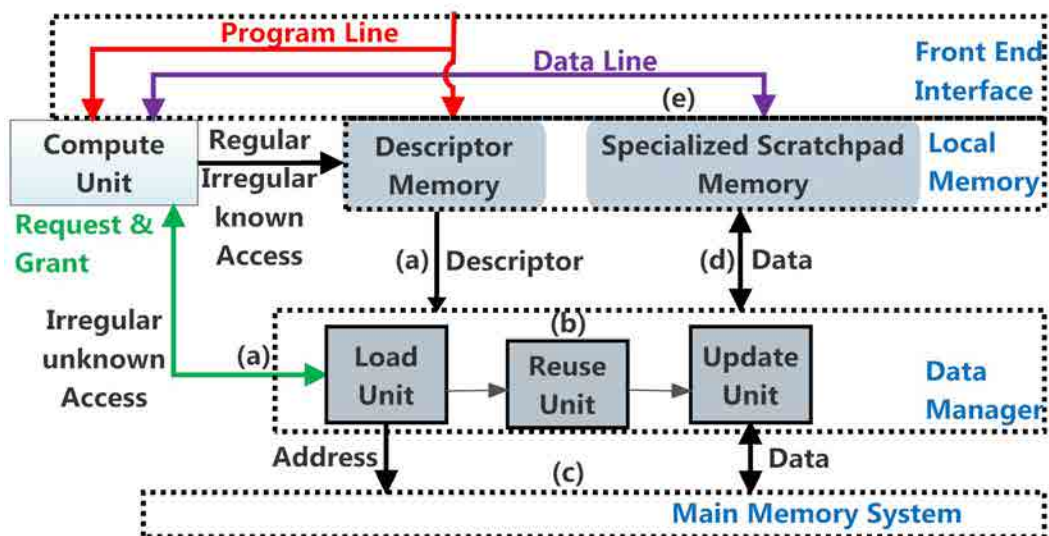 Program Line
Front End
Interface
Data Line
(e)
Compute
Unit
Regular
Irregular
known
Access
Descriptor
Memory
Specialized Scratchpad
Memory
Local
Memory
Request &
Grant
(a)
Descriptor
(d)
Data
Irregular
unknown
Access
(a)
(b)
Load
Unit
Reuse
Unit
Update
Unit
Data
Manager
Address
(c)
Data
Main Memory System